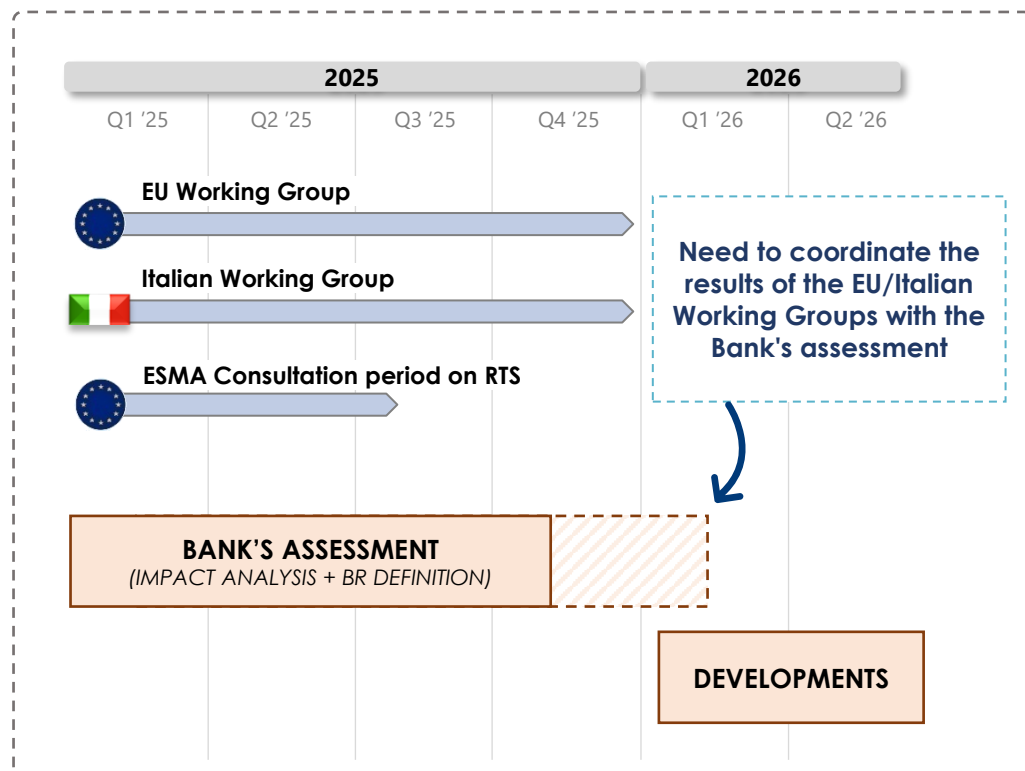 2025
2026
Q1 ’25
Q2 ’25
Q3 ’25
Q4 ’25
Q1 ’26
Q2 ’26
EU Working Group
Italian Working Group
ESMA Consultation period on RTS
Need to coordinate the
results of the EU/Italian
Working Groups with the
Bank's assessment
BANK’S ASSESSMENT
(IMPACT ANALYSIS + BR DEFINITION)
DEVELOPMENTS